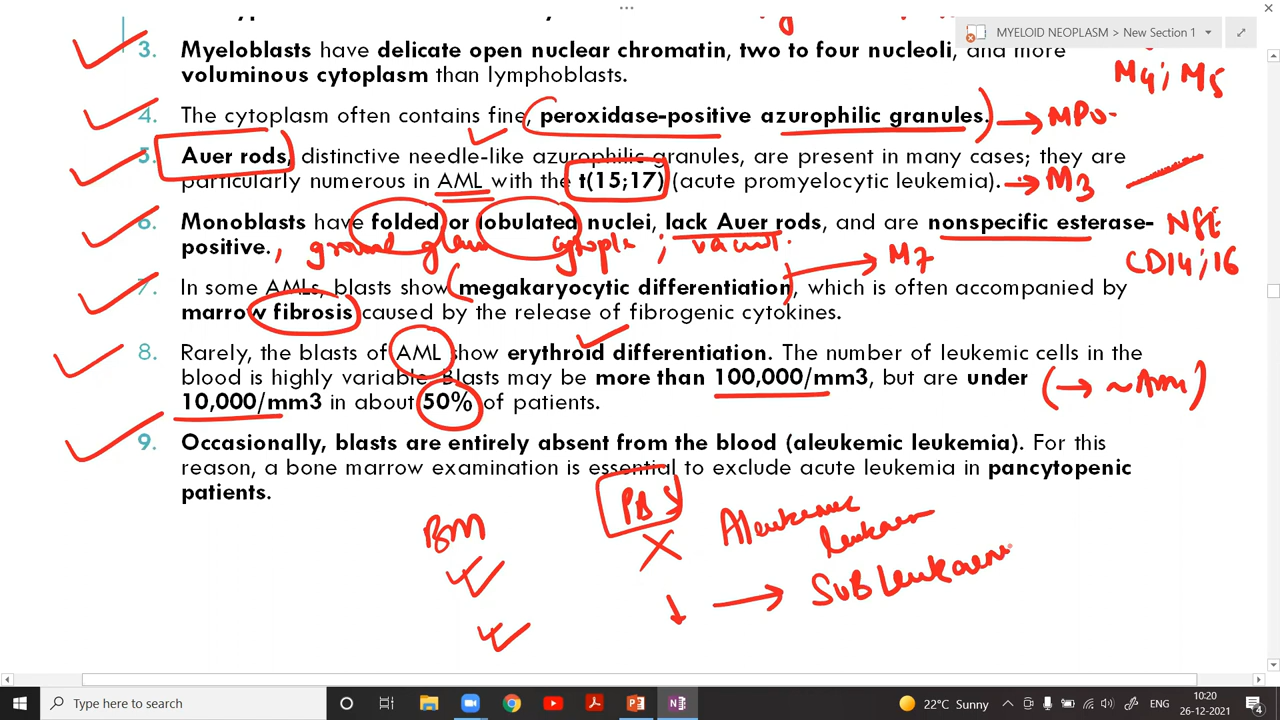 MYELOID NEOPLASM > New Section 1
3. Myeloblasts have delicate open nuclear chromatin, two to four nucleoli, and more
voluminous cytoplasm than lymphoblasts.
M4; M5
4. The cytoplasm often contains fine, peroxidase-positive azurophilic granules. → MPO
5. Auer rods, distinctive needle-like azurophilic granules, are present in many cases; they are
particularly numerous in AML with the t(15;17) (acute promyelocytic leukemia). → M3
6. Monoblasts have folded or lobulated nuclei, lack Auer rods, and are nonspecific esterase- NSE
positive. , ground glass ; CD14; 16
→ M7
7. In some AMLs, blasts show (megakaryocytic differentiation), which is often accompanied by
marrow fibrosis caused by the release of fibrogenic cytokines.
8. Rarely, the blasts of AML show erythroid differentiation. The number of leukemic cells in the
blood is highly variable. Blasts may be more than 100,000/mm3, but are under
10,000/mm3 in about 50% of patients.
9. Occasionally, blasts are entirely absent from the blood (aleukemic leukemia). For this
reason, a bone marrow examination is essential to exclude acute leukemia in pancytopenic
patients.
BM PBS Aleukemic
↓ → SubLeukaemi
Type here to search
22°C Sunny
ENG
10:20
26-12-2021
4